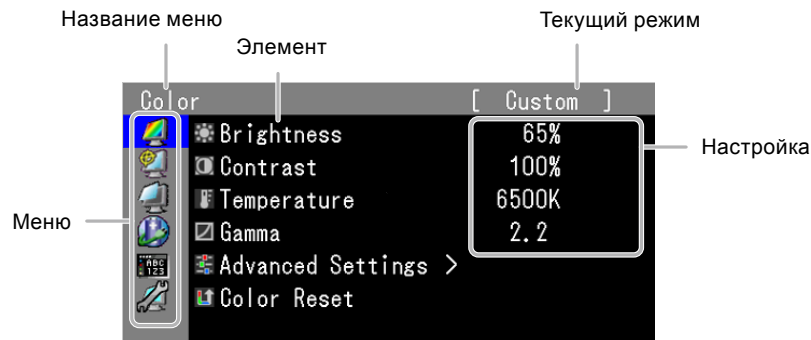 Название меню
Текущий режим
Элемент
Color [ Custom ]
Brightness 65%
Contrast 100%
Temperature 6500K
Gamma 2.2
Advanced Settings >
Color Reset
Настройка
Меню
ABC
123